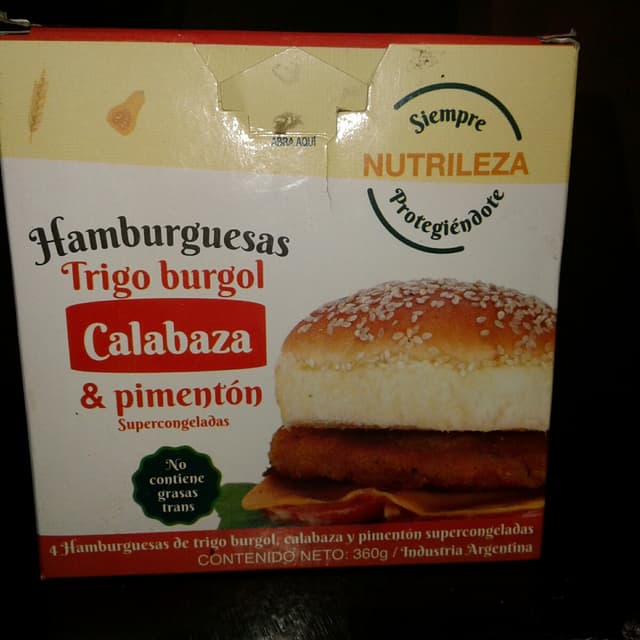 ABRA AQUÍ
Siempre
NUTRILEZA
Protegiéndote
Hamburguesas
Trigo burgol
Calabaza
& pimentón
Supercongeladas
No
contiene
grasas
trans
4 Hamburguesas de trigo burgol, calabaza y pimentón supercongeladas
CONTENIDO NETO: 360g / Industria Argentina